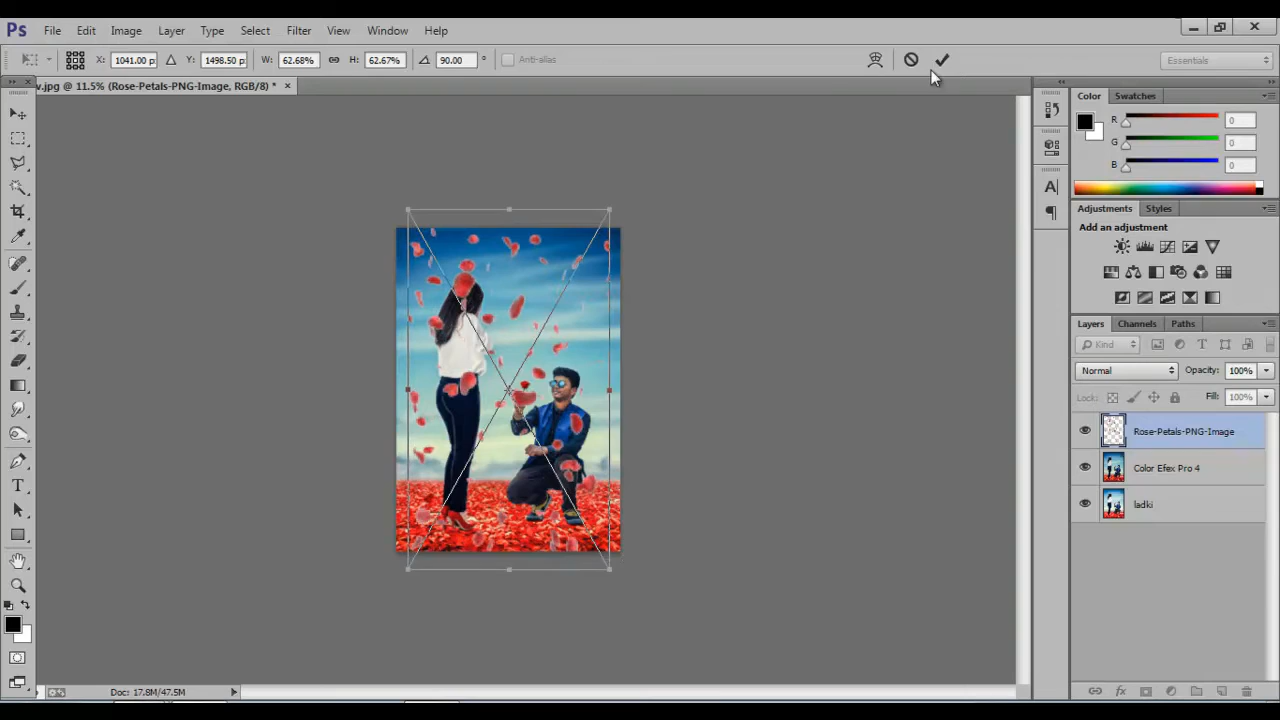 Ps File Edit Image Layer Type Select Filter View Window Help
X: 1041.00 p: Y: 1498.50 p: W: 62.68% H: 62.67% 90.00 ° Anti-alias Essentials
v.jpg @ 11.5% (Rose-Petals-PNG-Image, RGB/8) * ×
Color Swatches
R 0
G 0
B 0
Adjustments Styles
Add an adjustment
Layers Channels Paths
Kind
Normal Opacity: 100%
Lock: Fill: 100%
Rose-Petals-PNG-Image
Color Efex Pro 4
ladki
Doc: 17.8M/47.5M